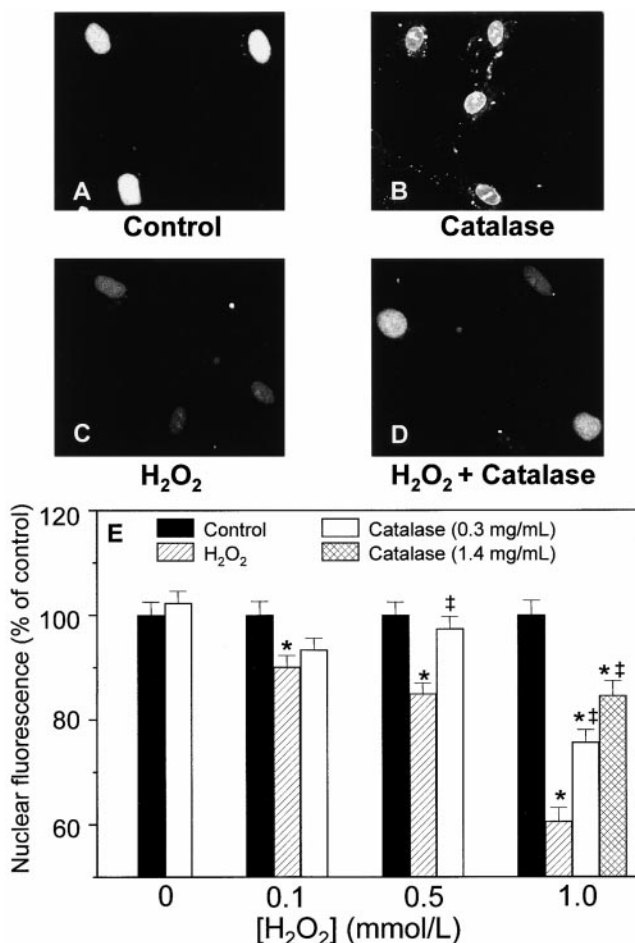 A
Control
B
Catalase
C
H₂O₂
D
H₂O₂ + Catalase
E
Control
H₂O₂
Catalase (0.3 mg/mL)
Catalase (1.4 mg/mL)
Nuclear fluorescence (% of control)
120
100
80
60
*
*
‡
*
*‡
*‡
0
0.1
0.5
1.0
[H₂O₂] (mmol/L)